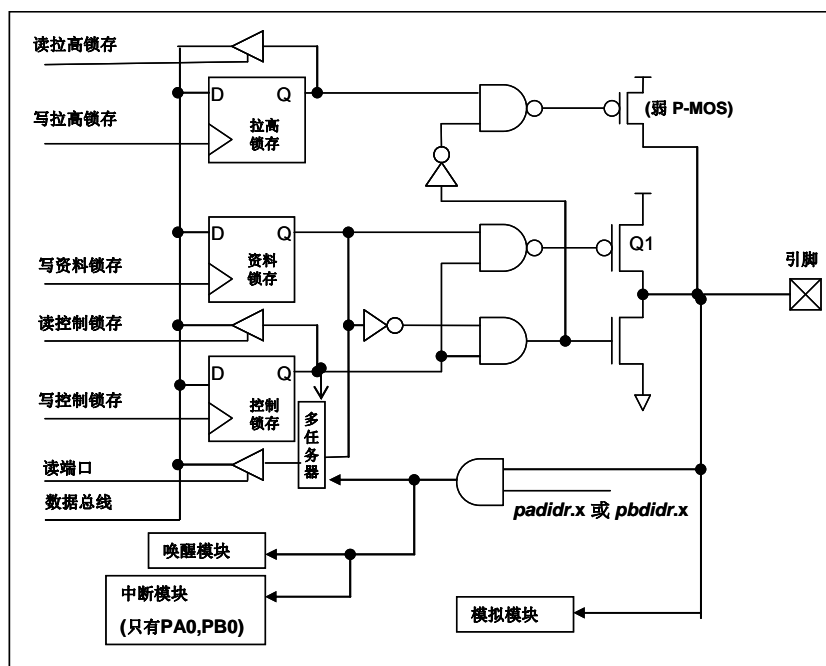 读拉高锁存
D Q
写拉高锁存
拉高
锁存
(弱 P-MOS)
D Q
写资料锁存
资料
锁存
Q1
引脚
读控制锁存
D Q
写控制锁存
控制
锁存
多
任
务
器
读端口
数据总线
padidr.x 或 pbdidr.x
唤醒模块
中断模块
(只有PA0,PB0)
模拟模块